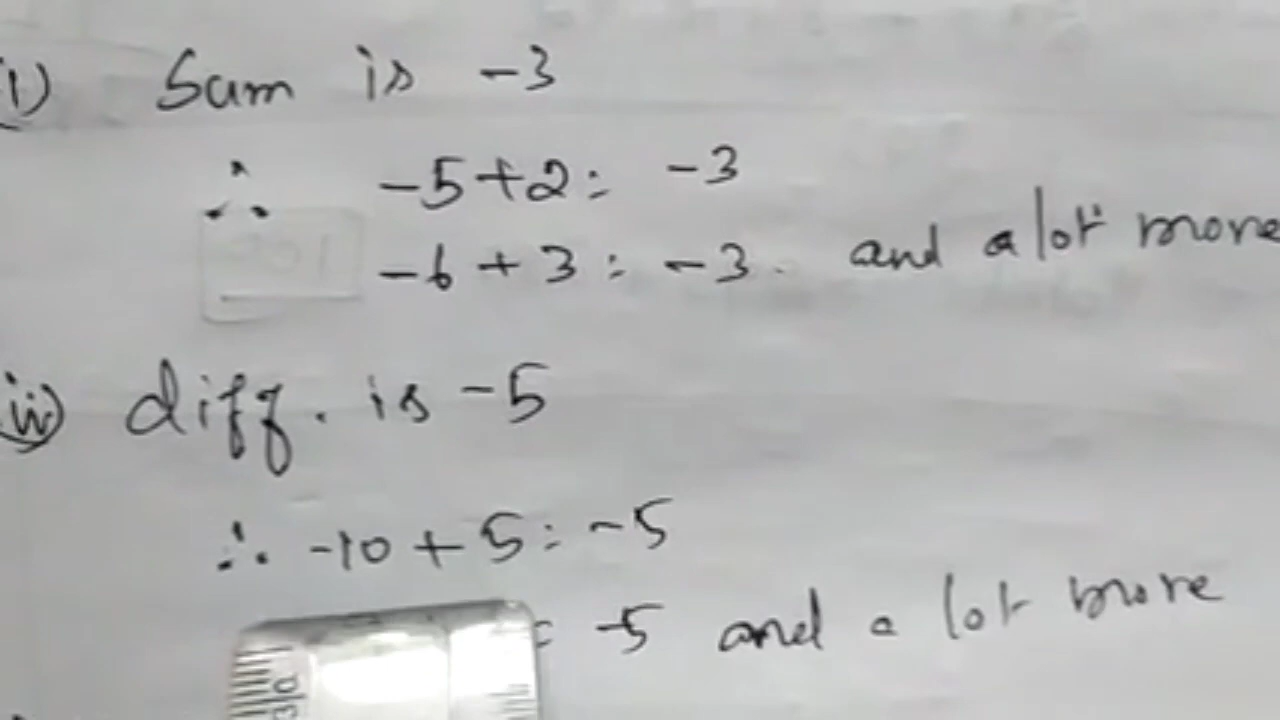 (i) Sum is -3
∴ -5+2 = -3
-6 + 3 = -3. and a lot more
(ii) diff. is -5
∴ -10 + 5 = -5
= -5 and a lot more
30